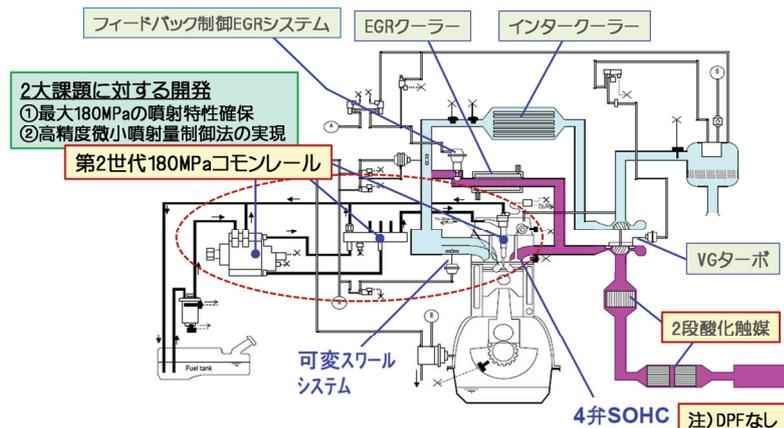 フィードバック制御EGRシステム
EGRクーラー
インタークーラー
2大課題に対する開発
①最大180MPaの噴射特性確保
②高精度微小噴射量制御法の実現
第2世代180MPaコモンレール
VGターボ
2段酸化触媒
可変スワール
システム
Fuel tank
4弁SOHC
注)DPFなし
A
B
A
B